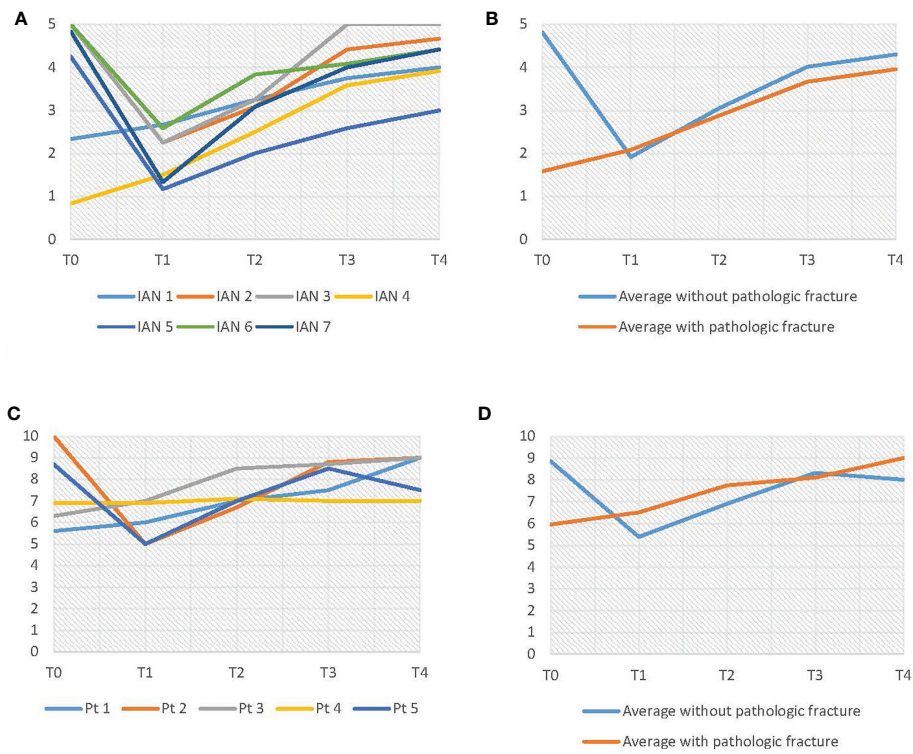 A
5
4
3
2
1
0
T0 T1 T2 T3 T4
IAN 1 IAN 2 IAN 3 IAN 4
IAN 5 IAN 6 IAN 7
B
5
4
3
2
1
0
T0 T1 T2 T3 T4
Average without pathologic fracture
Average with pathologic fracture
C
10
9
8
7
6
5
4
3
2
1
0
T0 T1 T2 T3 T4
Pt 1 Pt 2 Pt 3 Pt 4 Pt 5
D
10
9
8
7
6
5
4
3
2
1
0
T0 T1 T2 T3 T4
Average without pathologic fracture
Average with pathologic fracture